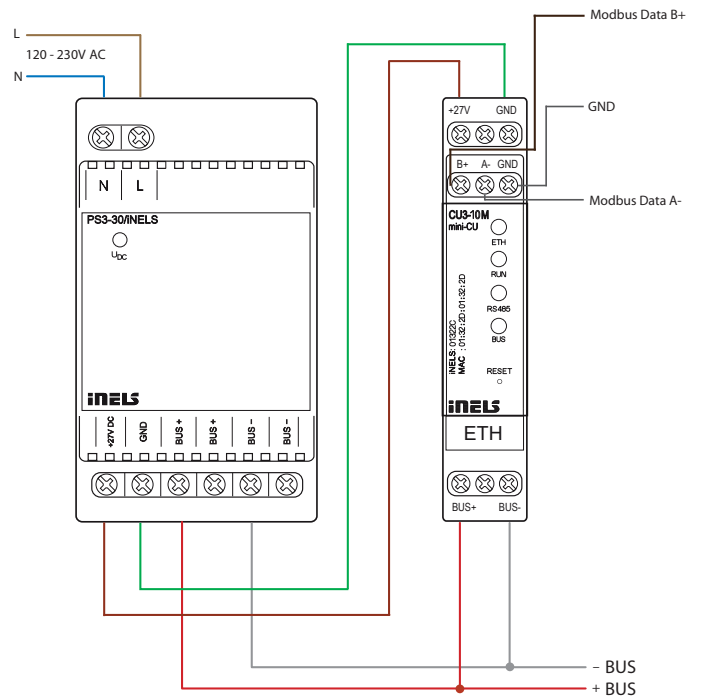 L
120 - 230V AC
N
Modbus Data B+
GND
Modbus Data A-
N L
PS3-30/iNELS
UDC
iNELS
+27V DC
GND
BUS +
BUS +
BUS –
BUS –
+27V GND
B+ A- GND
CU3-10M
mini-CU
ETH
RUN
RS485
BUS
iNELS: 01322C
MAC : 01:32:2D:01:32:2D
RESET
iNELS
ETH
BUS+ BUS-
– BUS
+ BUS